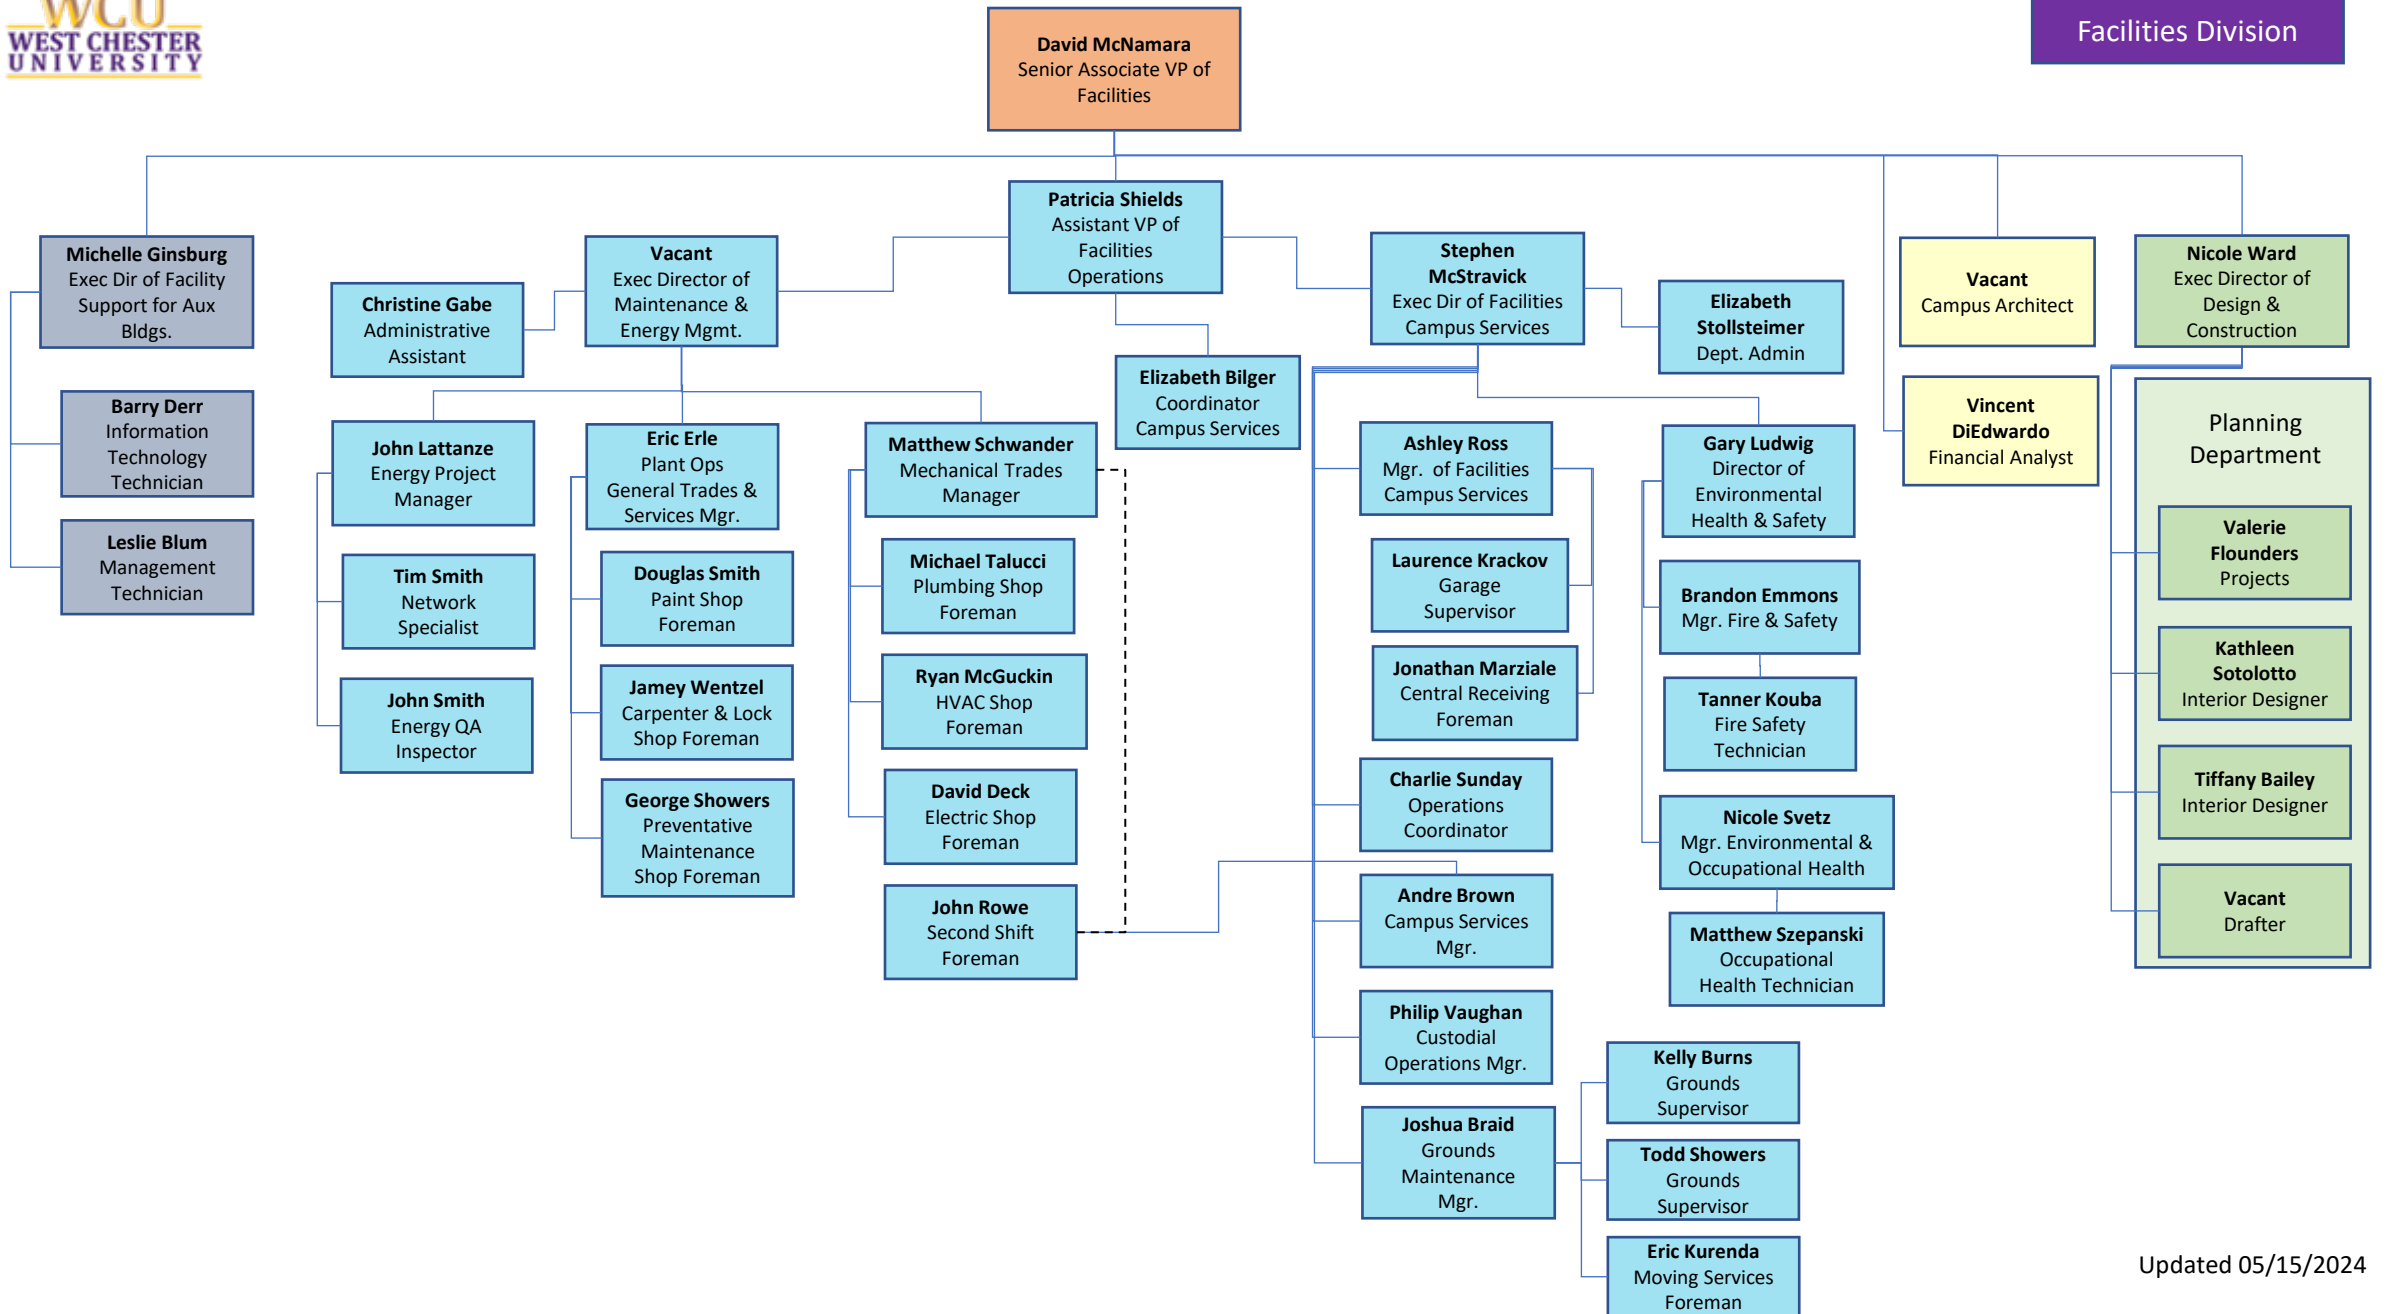 WCU
WEST CHESTER
UNIVERSITY
Facilities Division
David McNamara
Senior Associate VP of
Facilities
Patricia Shields
Assistant VP of
Facilities
Operations
Michelle Ginsburg
Exec Dir of Facility
Support for Aux
Bldgs.
Barry Derr
Information
Technology
Technician
Leslie Blum
Management
Technician
Christine Gabe
Administrative
Assistant
Vacant
Exec Director of
Maintenance &
Energy Mgmt.
John Lattanze
Energy Project
Manager
Tim Smith
Network
Specialist
John Smith
Energy QA
Inspector
Eric Erle
Plant Ops
General Trades &
Services Mgr.
Douglas Smith
Paint Shop
Foreman
Jamey Wentzel
Carpenter & Lock
Shop Foreman
George Showers
Preventative
Maintenance
Shop Foreman
Matthew Schwander
Mechanical Trades
Manager
Michael Talucci
Plumbing Shop
Foreman
Ryan McGuckin
HVAC Shop
Foreman
David Deck
Electric Shop
Foreman
John Rowe
Second Shift
Foreman
Elizabeth Bilger
Coordinator
Campus Services
Stephen
McStravick
Exec Dir of Facilities
Campus Services
Elizabeth
Stollsteimer
Dept. Admin
Ashley Ross
Mgr. of Facilities
Campus Services
Laurence Krackov
Garage
Supervisor
Jonathan Marziale
Central Receiving
Foreman
Charlie Sunday
Operations
Coordinator
Andre Brown
Campus Services
Mgr.
Philip Vaughan
Custodial
Operations Mgr.
Joshua Braid
Grounds
Maintenance
Mgr.
Kelly Burns
Grounds
Supervisor
Todd Showers
Grounds
Supervisor
Eric Kurenda
Moving Services
Foreman
Gary Ludwig
Director of
Environmental
Health & Safety
Brandon Emmons
Mgr. Fire & Safety
Tanner Kouba
Fire Safety
Technician
Nicole Svetz
Mgr. Environmental &
Occupational Health
Matthew Szepanski
Occupational
Health Technician
Vacant
Campus Architect
Vincent
DiEdwardo
Financial Analyst
Nicole Ward
Exec Director of
Design &
Construction
Planning
Department
Valerie
Flounders
Projects
Kathleen
Sotolotto
Interior Designer
Tiffany Bailey
Interior Designer
Vacant
Drafter
Updated 05/15/2024